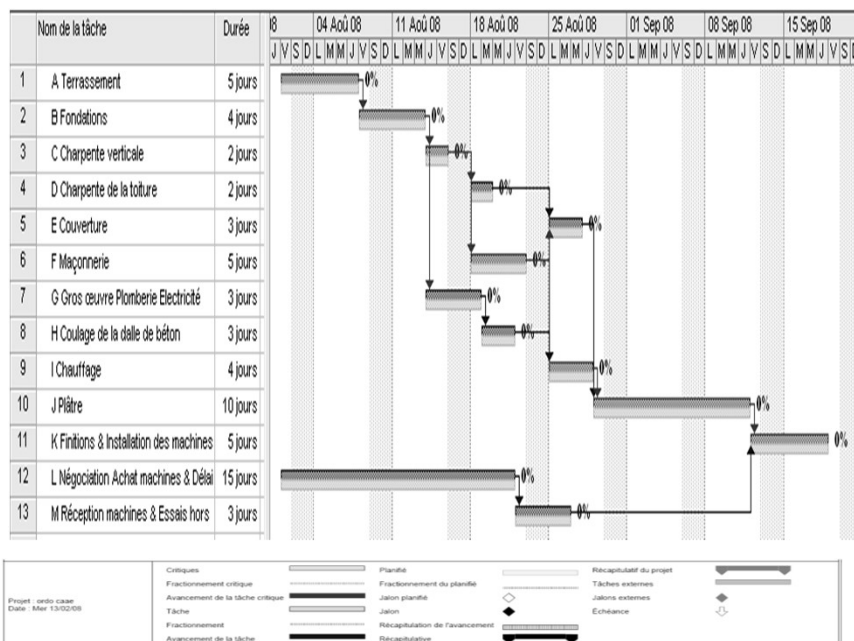 Nom de la tâche Durée 08 04 Aoû 08 11 Aoû 08 18 Aoû 08 25 Aoû 08 01 Sep 08 08 Sep 08 15 Sep 08
J V S D L M M J V S D L M M J V S D L M M J V S D L M M J V S D L M M J V S D L M M J V S D L M M J V S D
1 A Terrassement 5 jours 0%
2 B Fondations 4 jours 0%
3 C Charpente verticale 2 jours 0%
4 D Charpente de la toiture 2 jours 0%
5 E Couverture 3 jours 0%
6 F Maçonnerie 5 jours 0%
7 G Gros œuvre Plomberie Electricité 3 jours 0%
8 H Coulage de la dalle de béton 3 jours 0%
9 I Chauffage 4 jours 0%
10 J Plâtre 10 jours 0%
11 K Finitions & Installation des machines 5 jours 0%
12 L Négociation Achat machines & Délai 15 jours 0%
13 M Réception machines & Essais hors 3 jours 0%
Projet : ordo caae
Date : Mer 13/02/08
Critiques Planifié Récapitulatif du projet
Fractionnement critique Fractionnement du planifié Tâches externes
Avancement de la tâche critique Jalon planifié Jalons externes
Tâche Jalon Échéance
Fractionnement Récapitulation de l'avancement
Avancement de la tâche Récapitulative